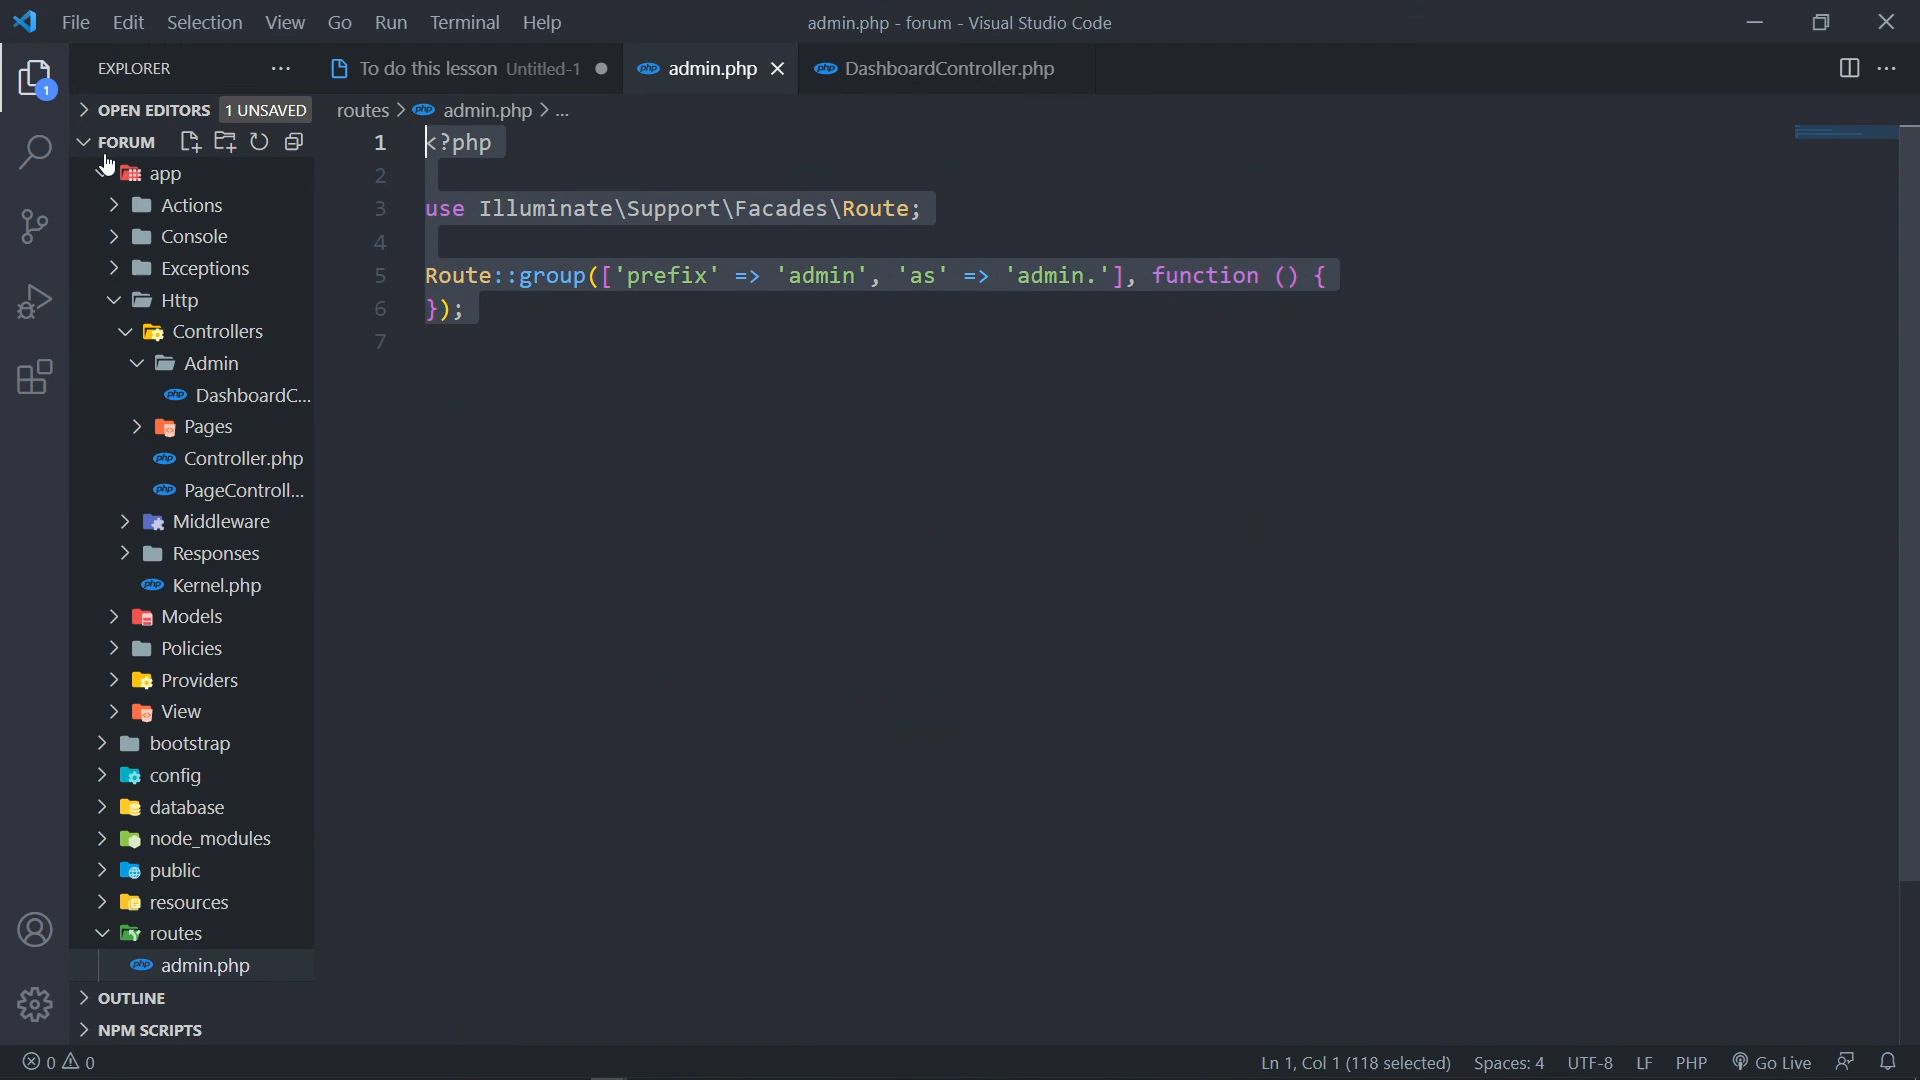 File Edit Selection View Go Run Terminal Help
admin.php - forum - Visual Studio Code
EXPLORER
To do this lesson Untitled-1
admin.php
DashboardController.php
1
OPEN EDITORS 1 UNSAVED
FORUM
app
Actions
Console
Exceptions
Http
Controllers
Admin
DashboardC...
Pages
Controller.php
PageControll...
Middleware
Responses
Kernel.php
Models
Policies
Providers
View
bootstrap
config
database
node_modules
public
resources
routes
admin.php
OUTLINE
NPM SCRIPTS
routes > admin.php > ...
1 <?php
2
3 use Illuminate\Support\Facades\Route;
4
5 Route::group(['prefix' => 'admin', 'as' => 'admin.'], function () {
6 });
7
0 0
Ln 1, Col 1 (118 selected) Spaces: 4 UTF-8 LF PHP Go Live